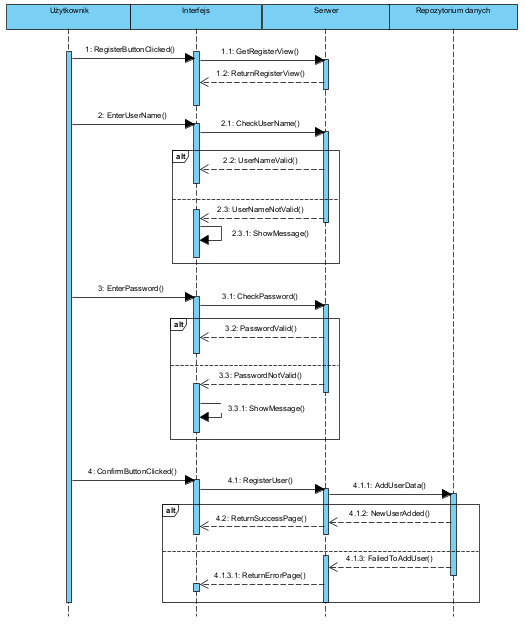 Użytkownik
Interfejs
Serwer
Repozytorium danych
1: RegisterButtonClicked()
1.1: GetRegisterView()
1.2: ReturnRegisterView()
2: EnterUserName()
2.1: CheckUserName()
alt
2.2: UserNameValid()
2.3: UserNameNotValid()
2.3.1: ShowMessage()
3: EnterPassword()
3.1: CheckPassword()
alt
3.2: PasswordValid()
3.3: PasswordNotValid()
3.3.1: ShowMessage()
4: ConfirmButtonClicked()
4.1: RegisterUser()
4.1.1: AddUserData()
alt
4.1.2: NewUserAdded()
4.2: ReturnSuccessPage()
4.1.3: FailedToAddUser()
4.1.3.1: ReturnErrorPage()